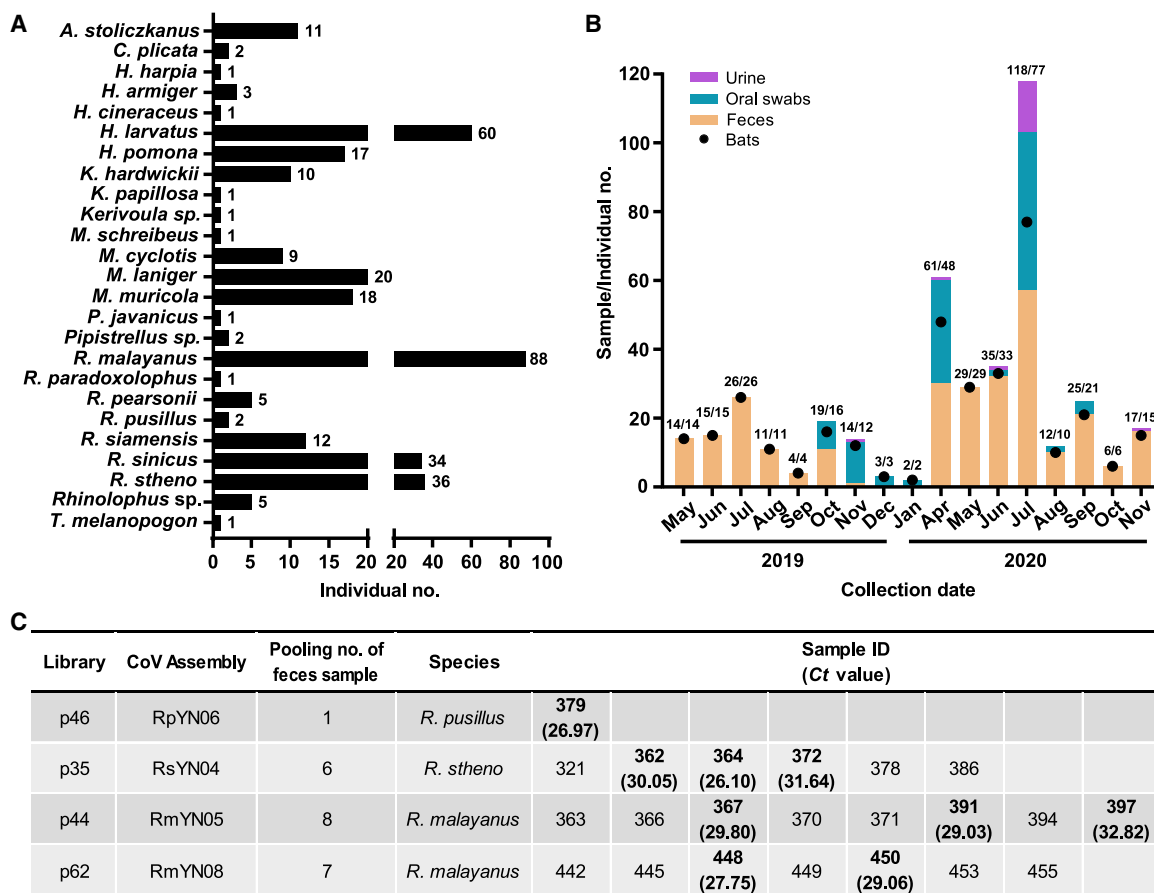 A
A. stoliczkanus 11
C. plicata 2
H. harpia 1
H. armiger 3
H. cineraceus 1
H. larvatus 60
H. pomona 17
K. hardwickii 10
K. papillosa 1
Kerivoula sp. 1
M. schreibeus 1
M. cyclotis 9
M. laniger 20
M. muricola 18
P. javanicus 1
Pipistrellus sp. 2
R. malayanus 88
R. paradoxolophus 1
R. pearsonii 5
R. pusillus 2
R. siamensis 12
R. sinicus 34
R. stheno 36
Rhinolophus sp. 5
T. melanopogon 1
0 5 10 15 20 20 40 60 80 100
Individual no.
B
Urine
Oral swabs
Feces
Bats
Sample/Individual no.
120
100
80
60
40
20
0
14/14 15/15 26/26 11/11 4/4 19/16 14/12 3/3 2/2 61/48 29/29 35/33 118/77 12/10 25/21 6/6 17/15
May Jun Jul Aug Sep Oct Nov Dec Jan Apr May Jun Jul Aug Sep Oct Nov
2019 2020
Collection date
C
Library CoV Assembly Pooling no. of Species Sample ID
feces sample (Ct value)
p46 RpYN06 1 R. pusillus 379
(26.97)
p35 RsYN04 6 R. stheno 321 362 364 372 378 386
(30.05) (26.10) (31.64)
p44 RmYN05 8 R. malayanus 363 366 367 370 371 391 394 397
(29.80) (29.03) (32.82)
p62 RmYN08 7 R. malayanus 442 445 448 449 450 453 455
(27.75) (29.06)